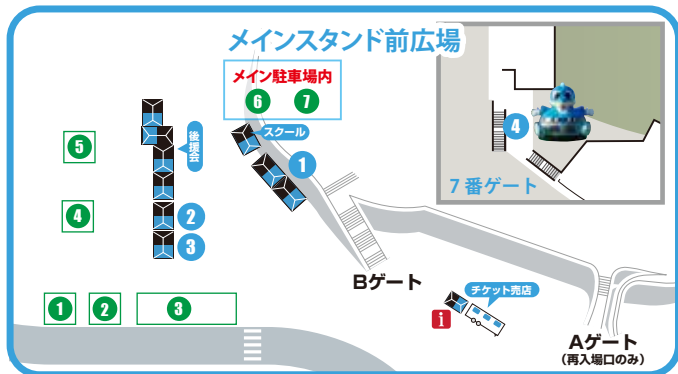 メインスタンド前広場
メイン駐車場内
6
7
スクール
1
後援会
5
4
2
3
1
2
3
Bゲート
チケット売店
i
Aゲート
(再入場口のみ)
4
7番ゲート